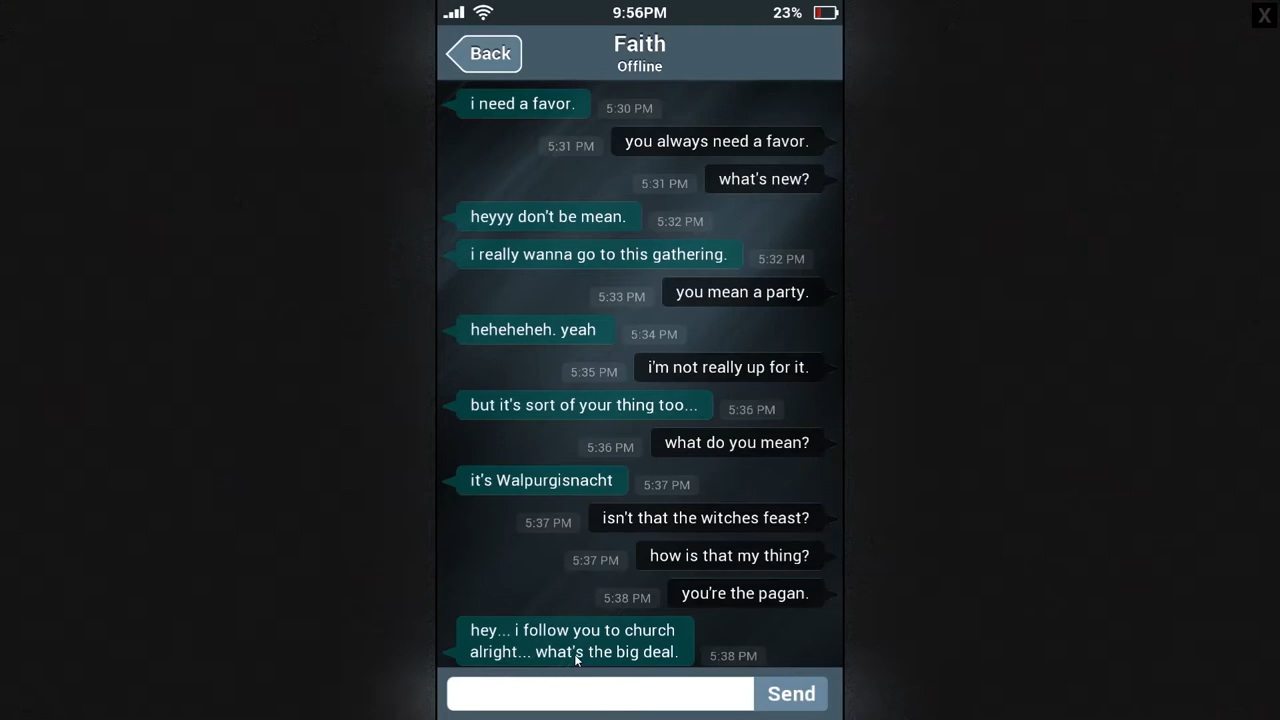 9:56PM
23%
X
Back
Faith
Offline
i need a favor.
5:30 PM
you always need a favor.
5:31 PM
what's new?
5:31 PM
heyyy don't be mean.
5:32 PM
i really wanna go to this gathering.
5:32 PM
you mean a party.
5:33 PM
heheheheh. yeah
5:34 PM
i'm not really up for it.
5:35 PM
but it's sort of your thing too...
5:36 PM
what do you mean?
5:36 PM
it's Walpurgisnacht
5:37 PM
isn't that the witches feast?
5:37 PM
how is that my thing?
5:37 PM
you're the pagan.
5:38 PM
hey... i follow you to church
alright... what's the big deal.
5:38 PM
Send